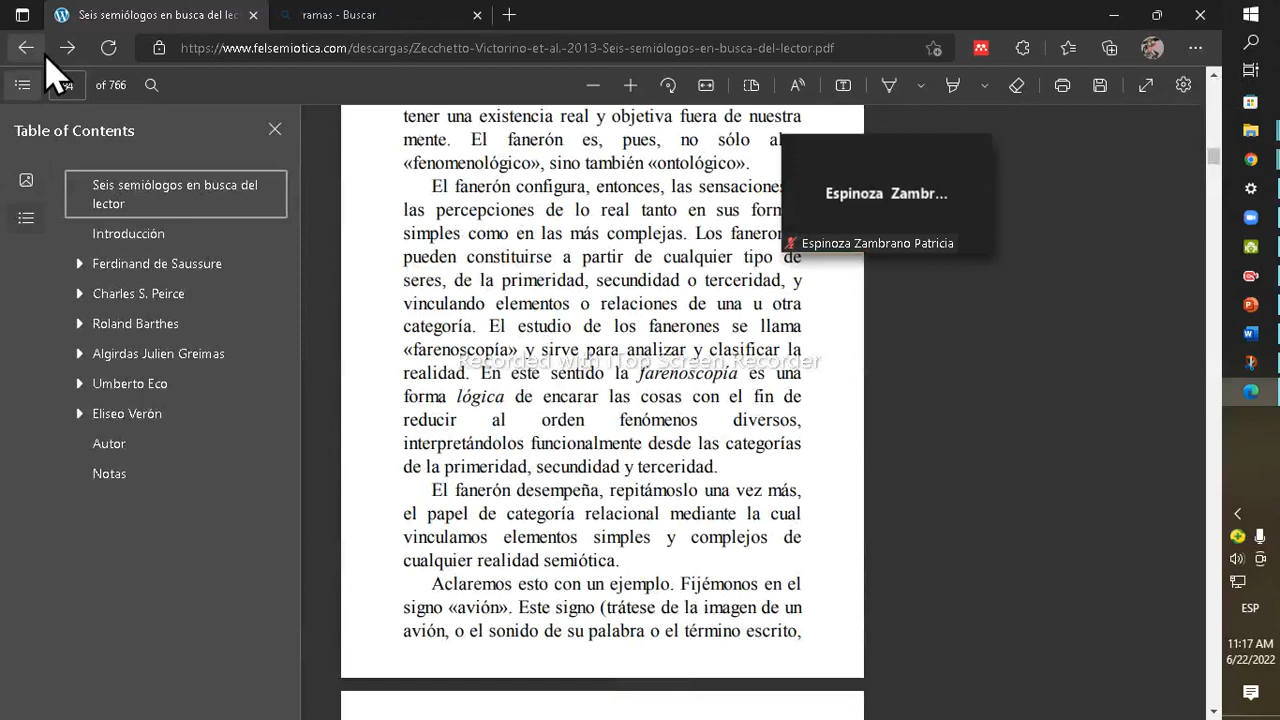 Seis semiólogos en busca del lec
ramas - Buscar
https://www.felsemiotica.com/descargas/Zecchetto-Victorino-et-al.-2013-Seis-semiólogos-en-busca-del-lector.pdf
of 766
Table of Contents
Seis semiólogos en busca del
lector
Introducción
Ferdinand de Saussure
Charles S. Peirce
Roland Barthes
Algirdas Julien Greimas
Umberto Eco
Eliseo Verón
Autor
Notas
tener una existencia real y objetiva fuera de nuestra
mente. El fanerón es, pues, no sólo al
«fenomenológico», sino también «ontológico».
El fanerón configura, entonces, las sensaciones
las percepciones de lo real tanto en sus form
simples como en las más complejas. Los faneron
pueden constituirse a partir de cualquier tipo de
seres, de la primeridad, secundidad o terceridad, y
vinculando elementos o relaciones de una u otra
categoría. El estudio de los fanerones se llama
«farenoscopía» y sirve para analizar y clasificar la
realidad. En este sentido la farenoscopía es una
forma lógica de encarar las cosas con el fin de
reducir al orden fenómenos diversos,
interpretándolos funcionalmente desde las categorías
de la primeridad, secundidad y terceridad.
El fanerón desempeña, repitámoslo una vez más,
el papel de categoría relacional mediante la cual
vinculamos elementos simples y complejos de
cualquier realidad semiótica.
Aclaremos esto con un ejemplo. Fijémonos en el
signo «avión». Este signo (trátese de la imagen de un
avión, o el sonido de su palabra o el término escrito,
Recorded with iTop Screen Recorder
Espinoza Zambr...
Espinoza Zambrano Patricia
ESP
11:17 AM
6/22/2022